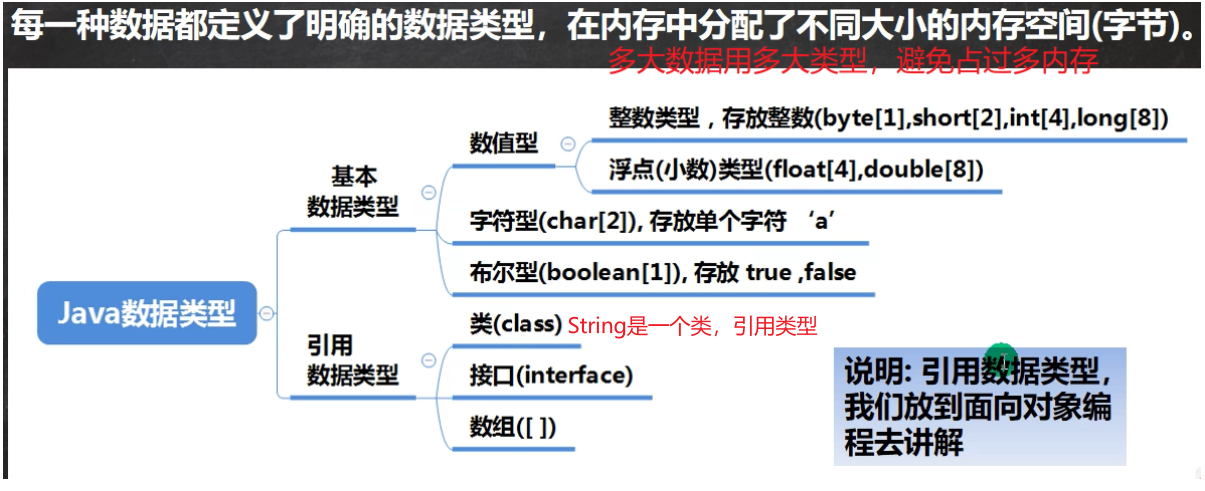 每一种数据都定义了明确的数据类型，在内存中分配了不同大小的内存空间(字节)。
多大数据用多大类型，避免占过多内存
整数类型，存放整数(byte[1],short[2],int[4],long[8])
数值型
浮点(小数)类型(float[4],double[8])
基本
数据类型
字符型(char[2]), 存放单个字符 ‘a’
布尔型(boolean[1]), 存放 true ,false
Java数据类型
类(class) String是一个类，引用类型
引用
数据类型
接口(interface)
数组([ ])
说明: 引用数据类型，
我们放到面向对象编
程去讲解